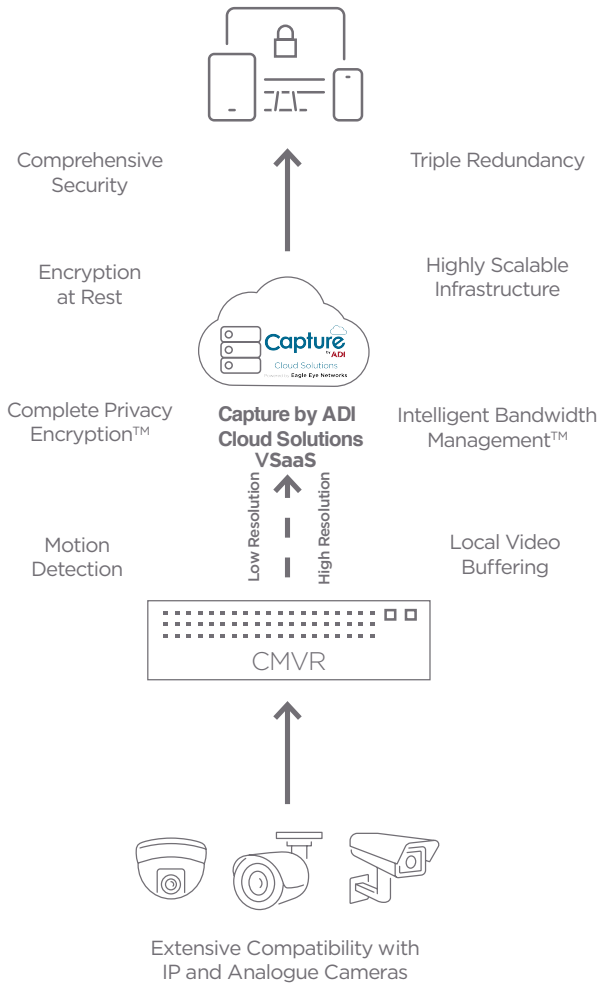 Comprehensive
Security
Triple Redundancy
Encryption
at Rest
Highly Scalable
Infrastructure
Capture
by ADI
Cloud Solutions
Powered by Eagle Eye Networks
Complete Privacy
Encryption™
Capture by ADI
Cloud Solutions
VSaaS
Intelligent Bandwidth
Management™
Low Resolution
High Resolution
Motion
Detection
Local Video
Buffering
CMVR
Extensive Compatibility with
IP and Analogue Cameras